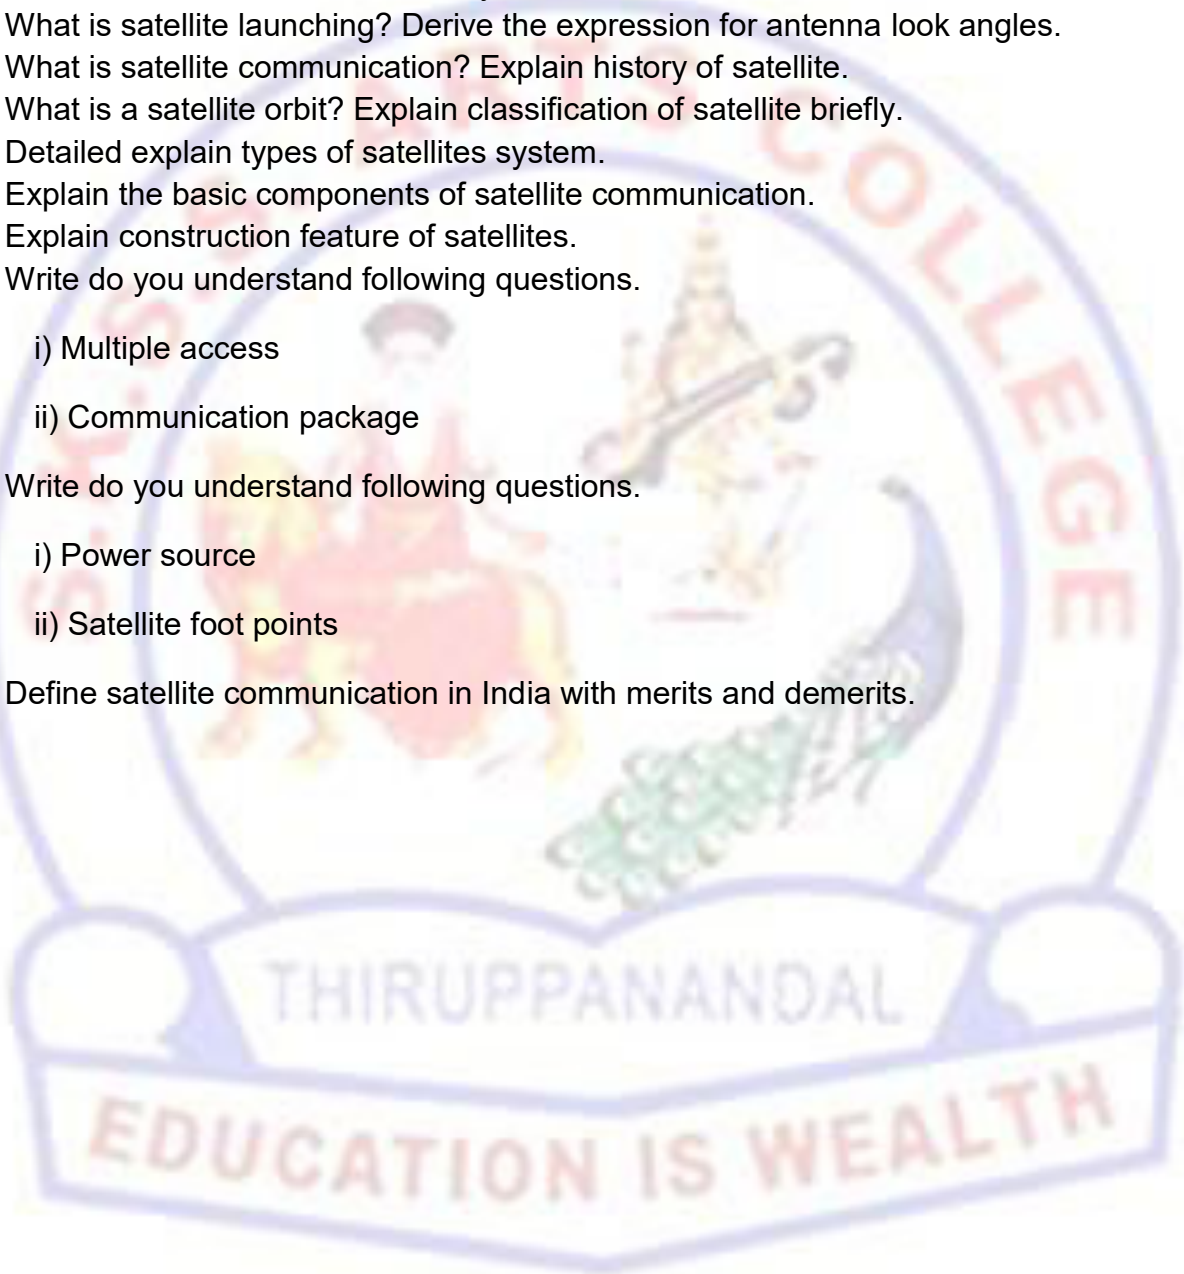 What is satellite launching? Derive the expression for antenna look angles.
What is satellite communication? Explain history of satellite.
What is a satellite orbit? Explain classification of satellite briefly.
Detailed explain types of satellites system.
Explain the basic components of satellite communication.
Explain construction feature of satellites.
Write do you understand following questions.
i) Multiple access
ii) Communication package
Write do you understand following questions.
i) Power source
ii) Satellite foot points
Define satellite communication in India with merits and demerits.
S.K.S.S ARTS COLLEGE
THIRUPPANANDAL
EDUCATION IS WEALTH